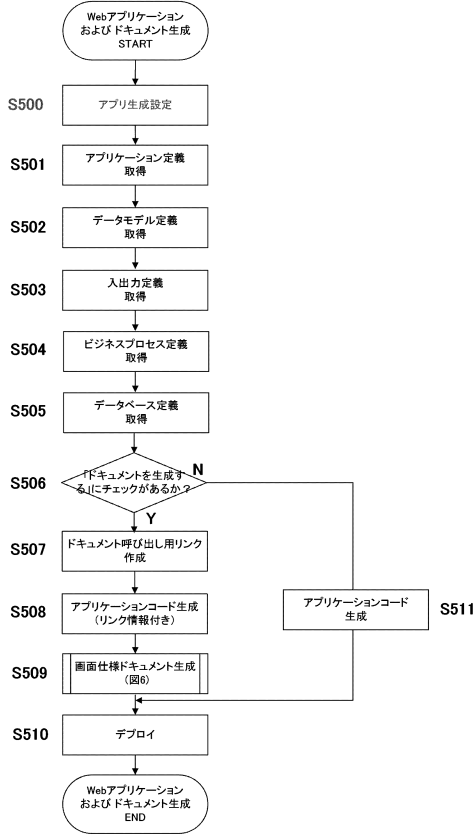 Webアプリケーション
および ドキュメント生成
START
S500
アプリ生成設定
S501
アプリケーション定義
取得
S502
データモデル定義
取得
S503
入出力定義
取得
S504
ビジネスプロセス定義
取得
S505
データベース定義
取得
S506
「ドキュメントを生成す
る」にチェックがあるか？
N
Y
S507
ドキュメント呼び出し用リンク
作成
S508
アプリケーションコード生成
（リンク情報付き）
アプリケーションコード
生成
S511
S509
画面仕様ドキュメント生成
（図6）
S510
デプロイ
Webアプリケーション
および ドキュメント生成
END